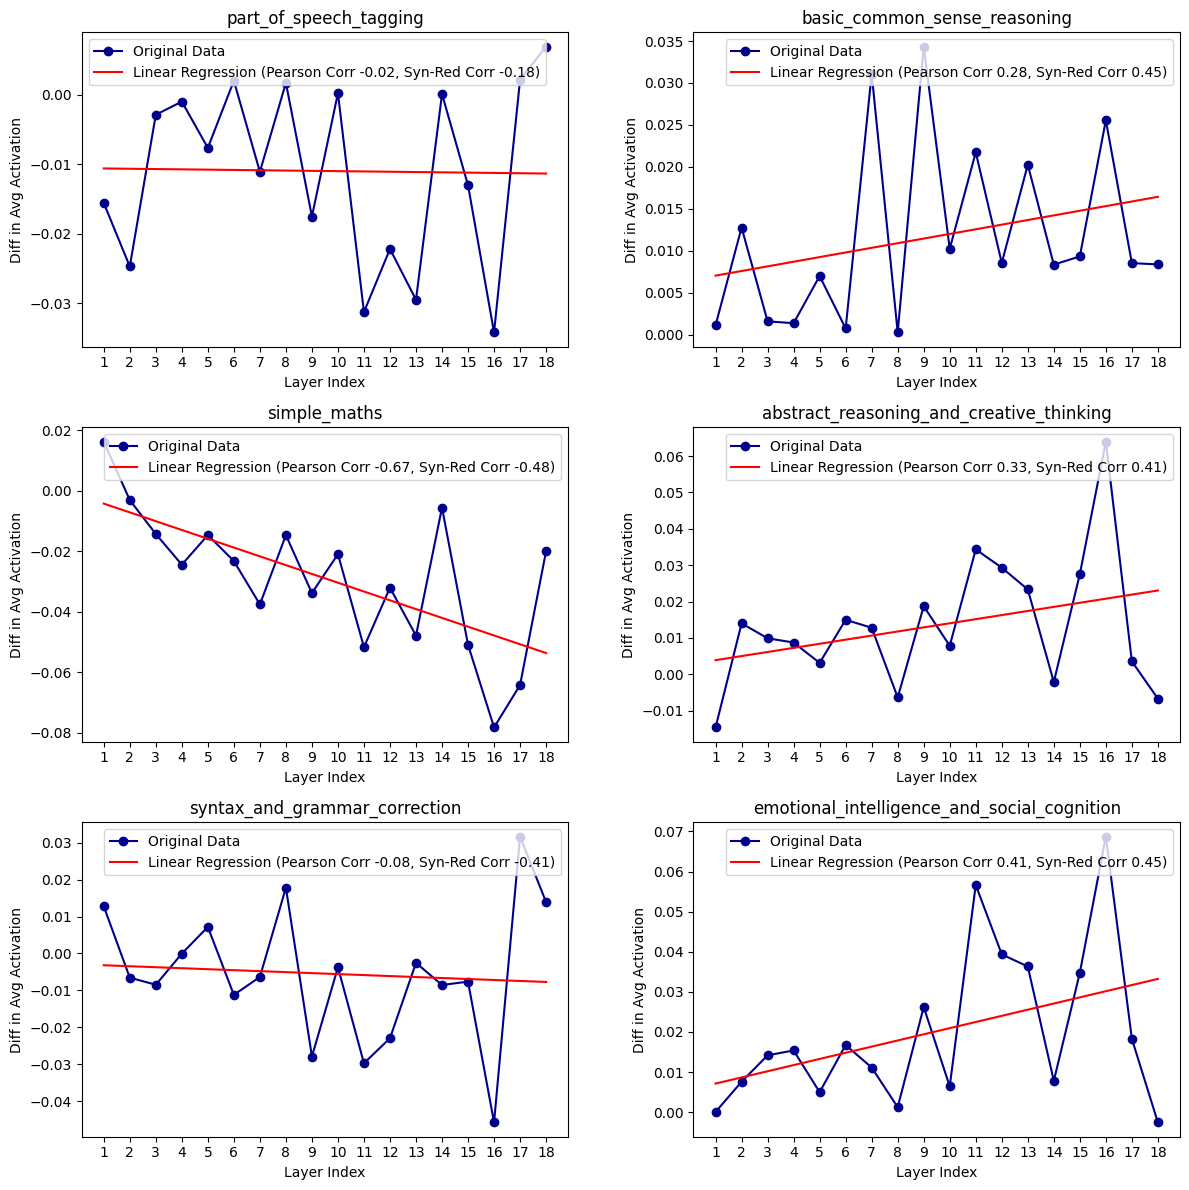 part_of_speech_tagging
Original Data
Linear Regression (Pearson Corr -0.02, Syn-Red Corr -0.18)
Diff in Avg Activation
0.00
−0.01
−0.02
−0.03
1 2 3 4 5 6 7 8 9 10 11 12 13 14 15 16 17 18
Layer Index
basic_common_sense_reasoning
Original Data
Linear Regression (Pearson Corr 0.28, Syn-Red Corr 0.45)
Diff in Avg Activation
0.035
0.030
0.025
0.020
0.015
0.010
0.005
0.000
1 2 3 4 5 6 7 8 9 10 11 12 13 14 15 16 17 18
Layer Index
simple_maths
Original Data
Linear Regression (Pearson Corr -0.67, Syn-Red Corr -0.48)
Diff in Avg Activation
0.02
0.00
−0.02
−0.04
−0.06
−0.08
1 2 3 4 5 6 7 8 9 10 11 12 13 14 15 16 17 18
Layer Index
abstract_reasoning_and_creative_thinking
Original Data
Linear Regression (Pearson Corr 0.33, Syn-Red Corr 0.41)
Diff in Avg Activation
0.06
0.05
0.04
0.03
0.02
0.01
0.00
−0.01
1 2 3 4 5 6 7 8 9 10 11 12 13 14 15 16 17 18
Layer Index
syntax_and_grammar_correction
Original Data
Linear Regression (Pearson Corr -0.08, Syn-Red Corr -0.41)
Diff in Avg Activation
0.03
0.02
0.01
0.00
−0.01
−0.02
−0.03
−0.04
1 2 3 4 5 6 7 8 9 10 11 12 13 14 15 16 17 18
Layer Index
emotional_intelligence_and_social_cognition
Original Data
Linear Regression (Pearson Corr 0.41, Syn-Red Corr 0.45)
Diff in Avg Activation
0.07
0.06
0.05
0.04
0.03
0.02
0.01
0.00
1 2 3 4 5 6 7 8 9 10 11 12 13 14 15 16 17 18
Layer Index